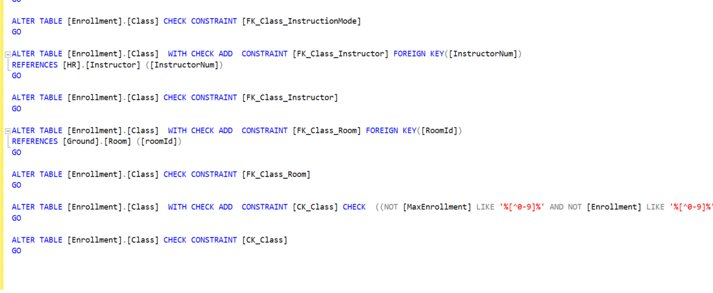 ALTER TABLE [Enrollment].[Class] CHECK CONSTRAINT [FK_Class_InstructionMode]
GO
ALTER TABLE [Enrollment].[Class]  WITH CHECK ADD  CONSTRAINT [FK_Class_Instructor] FOREIGN KEY([InstructorNum])
REFERENCES [HR].[Instructor] ([InstructorNum])
GO
ALTER TABLE [Enrollment].[Class] CHECK CONSTRAINT [FK_Class_Instructor]
GO
ALTER TABLE [Enrollment].[Class]  WITH CHECK ADD  CONSTRAINT [FK_Class_Room] FOREIGN KEY([RoomId])
REFERENCES [Ground].[Room] ([roomId])
GO
ALTER TABLE [Enrollment].[Class] CHECK CONSTRAINT [FK_Class_Room]
GO
ALTER TABLE [Enrollment].[Class]  WITH CHECK ADD  CONSTRAINT [CK_Class] CHECK  ((NOT [MaxEnrollment] LIKE '%[^0-9]%' AND NOT [Enrollment] LIKE '%[^0-9]%'
GO
ALTER TABLE [Enrollment].[Class] CHECK CONSTRAINT [CK_Class]
GO